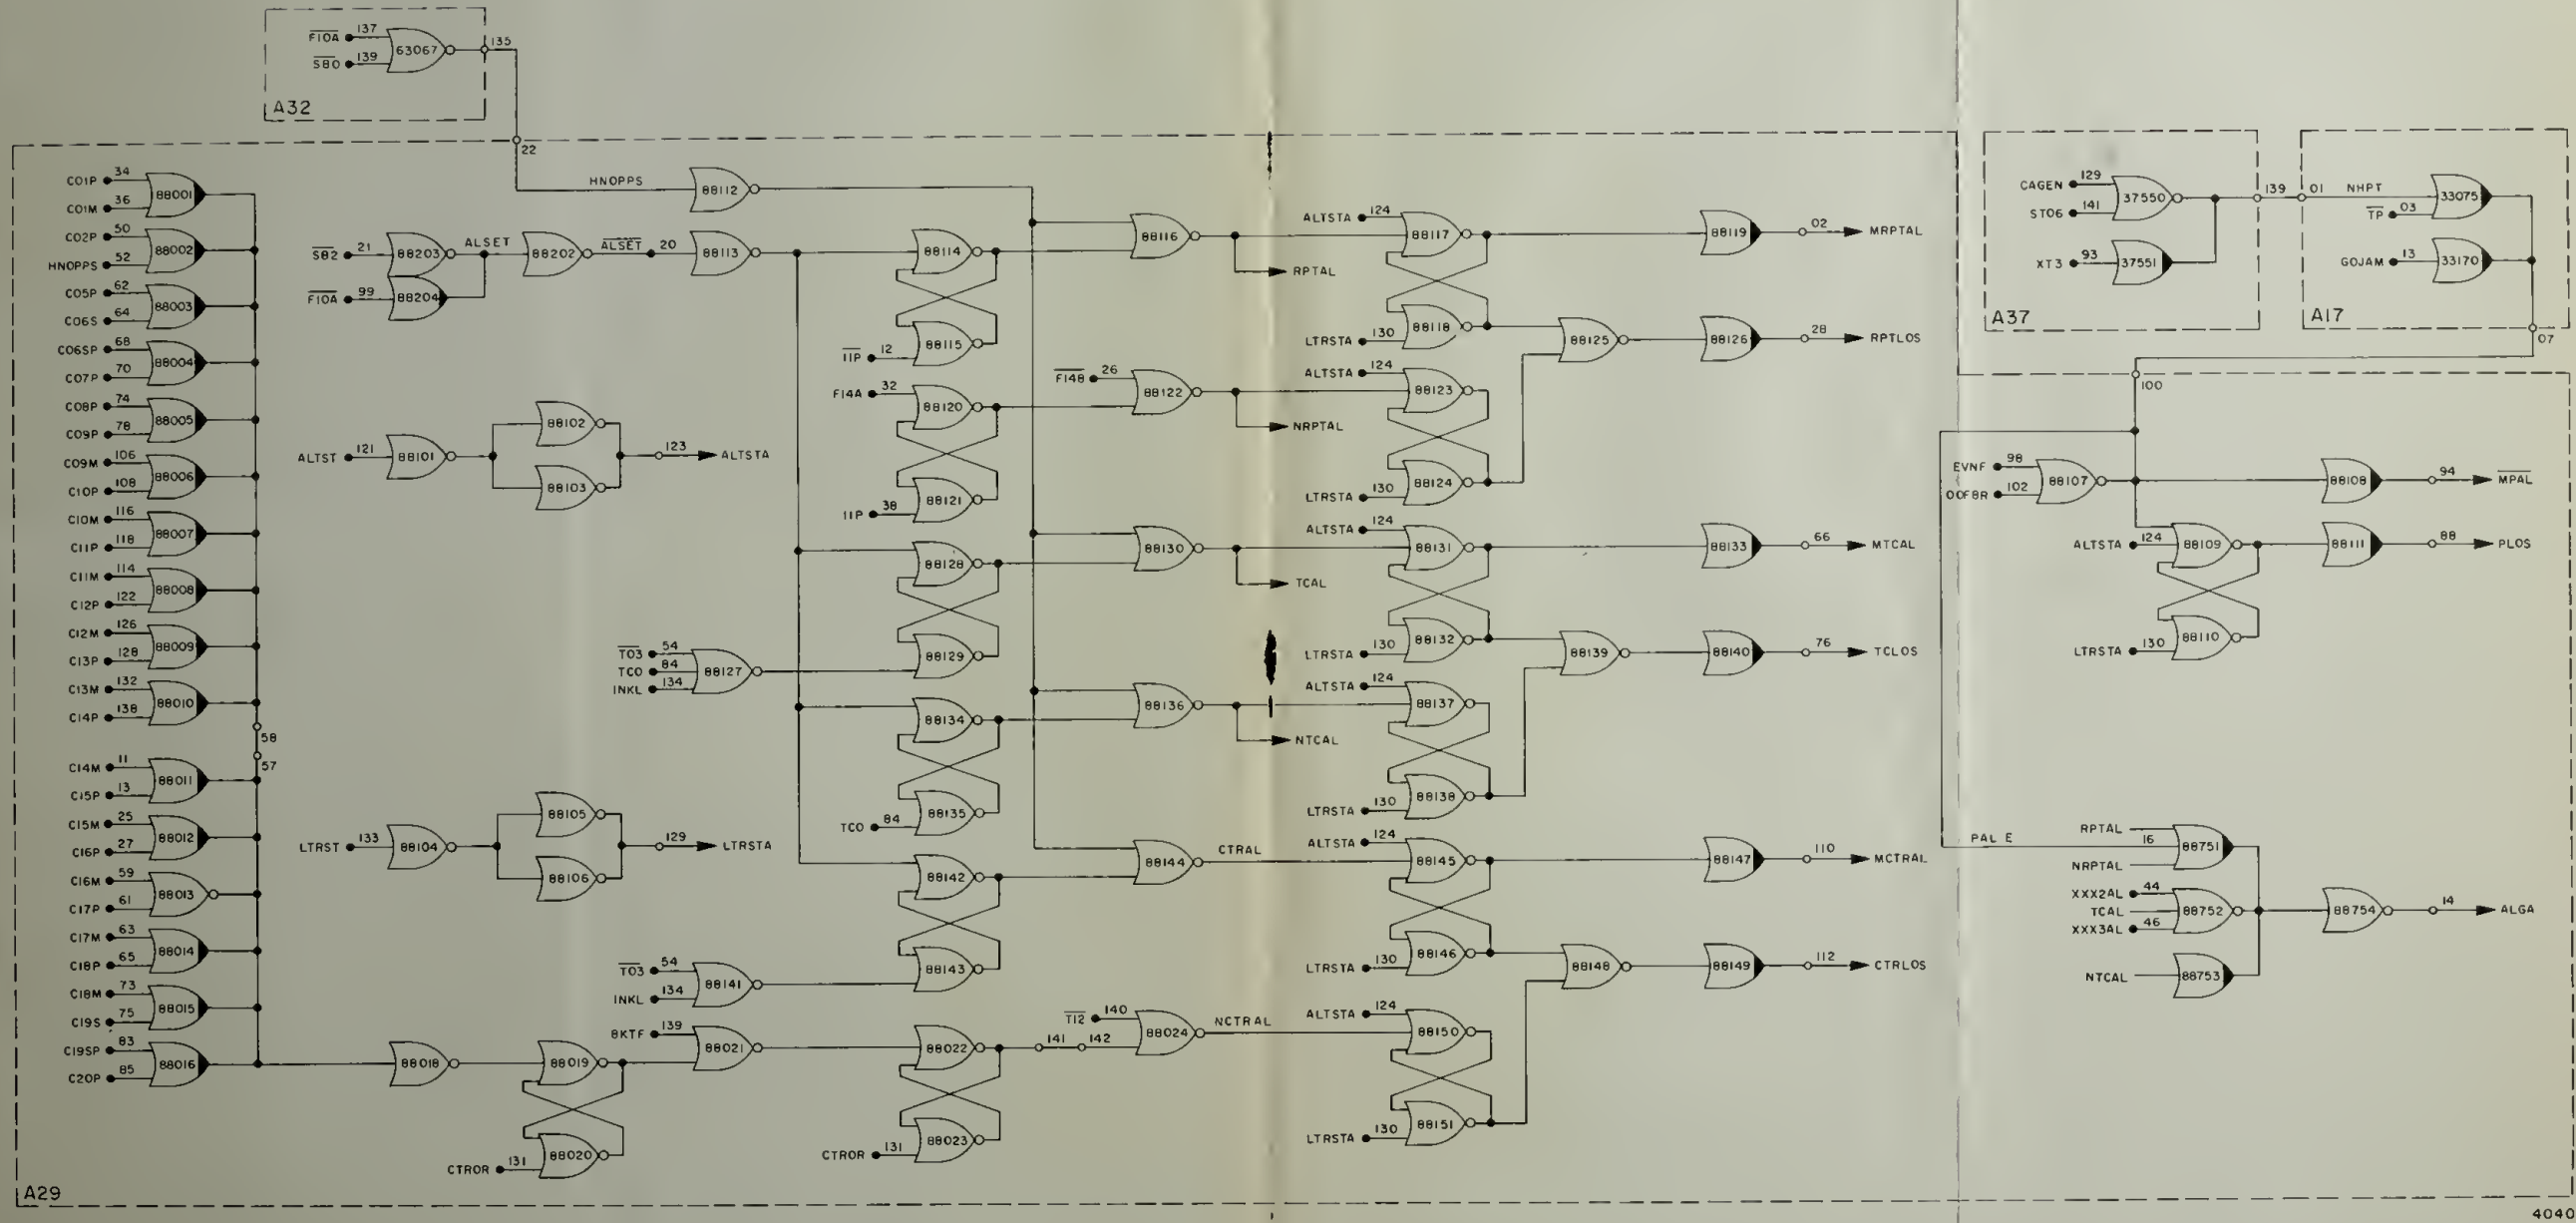 F10A 137
SB0 139
63067
135
A32
22
C01P 34
C01M 36
88001
C02P 50
HNOPPS 52
88002
C05P 62
C06S 64
88003
C06SP 68
C07P 70
88004
C08P 74
C09P 78
88005
C09M 106
C10P 108
88006
C10M 116
C11P 118
88007
C11M 114
C12P 122
88008
C12M 126
C13P 128
88009
C13M 132
C14P 138
88010
58
57
C14M 11
C15P 13
88011
C15M 25
C16P 27
88012
C16M 59
C17P 61
88013
C17M 63
C18P 65
88014
C18M 73
C19S 75
88015
C19SP 83
C20P 85
88016
HNOPPS 88112
SB2 21 88203 ALSET 88202 ALSET 20 88113
F10A 99 88204
ALTST 121 88101
88102
88103
123 ALTSTA
LTRST 133 88104
88105
88106
129 LTRSTA
88018
88019
88020
CTROR 131
T03 54
TC0 84
INKL 134
88127
T03 54
INKL 134
88141
BKTF 139
88021
88114
88115
IIP 12
F14A 32
88120
88121
IIP 38
88128
88129
88134
88135
TC0 84
88142
88143
88022
88023
CTROR 131
141 142
88116
RPTAL
F14B 26
88122
NRPTAL
88130
TCAL
88136
NTCAL
88144
CTRAL
T12 140
88024
NCTRAL
ALTSTA 124 88117
88119 02 MRPTAL
LTRSTA 130 88118
88125 88126 28 RPTLOS
ALTSTA 124 88123
LTRSTA 130 88124
ALTSTA 124 88131
88133 66 MTCAL
LTRSTA 130 88132
88139 88140 76 TCLOS
ALTSTA 124 88137
LTRSTA 130 88138
ALTSTA 124 88145
88147 110 MCTRAL
LTRSTA 130 88146
88148 88149 112 CTRLOS
ALTSTA 124 88150
LTRSTA 130 88151
CAGEN 129
ST06 141
37550
XT3 93
37551
A37
139
01 NHPT
TP 03
33075
GOJAM 13
33170
A17
07
100
EVNF 98
102
88107
88108 94 MPAL
ALTSTA 124 88109
88111 88 PLOS
LTRSTA 130 88110
PAL E
RPTAL
16
NRPTAL
88751
XXX2AL 44
TCAL
XXX3AL 46
88752
NTCAL 88753
88754 14 ALGA
A29
4040